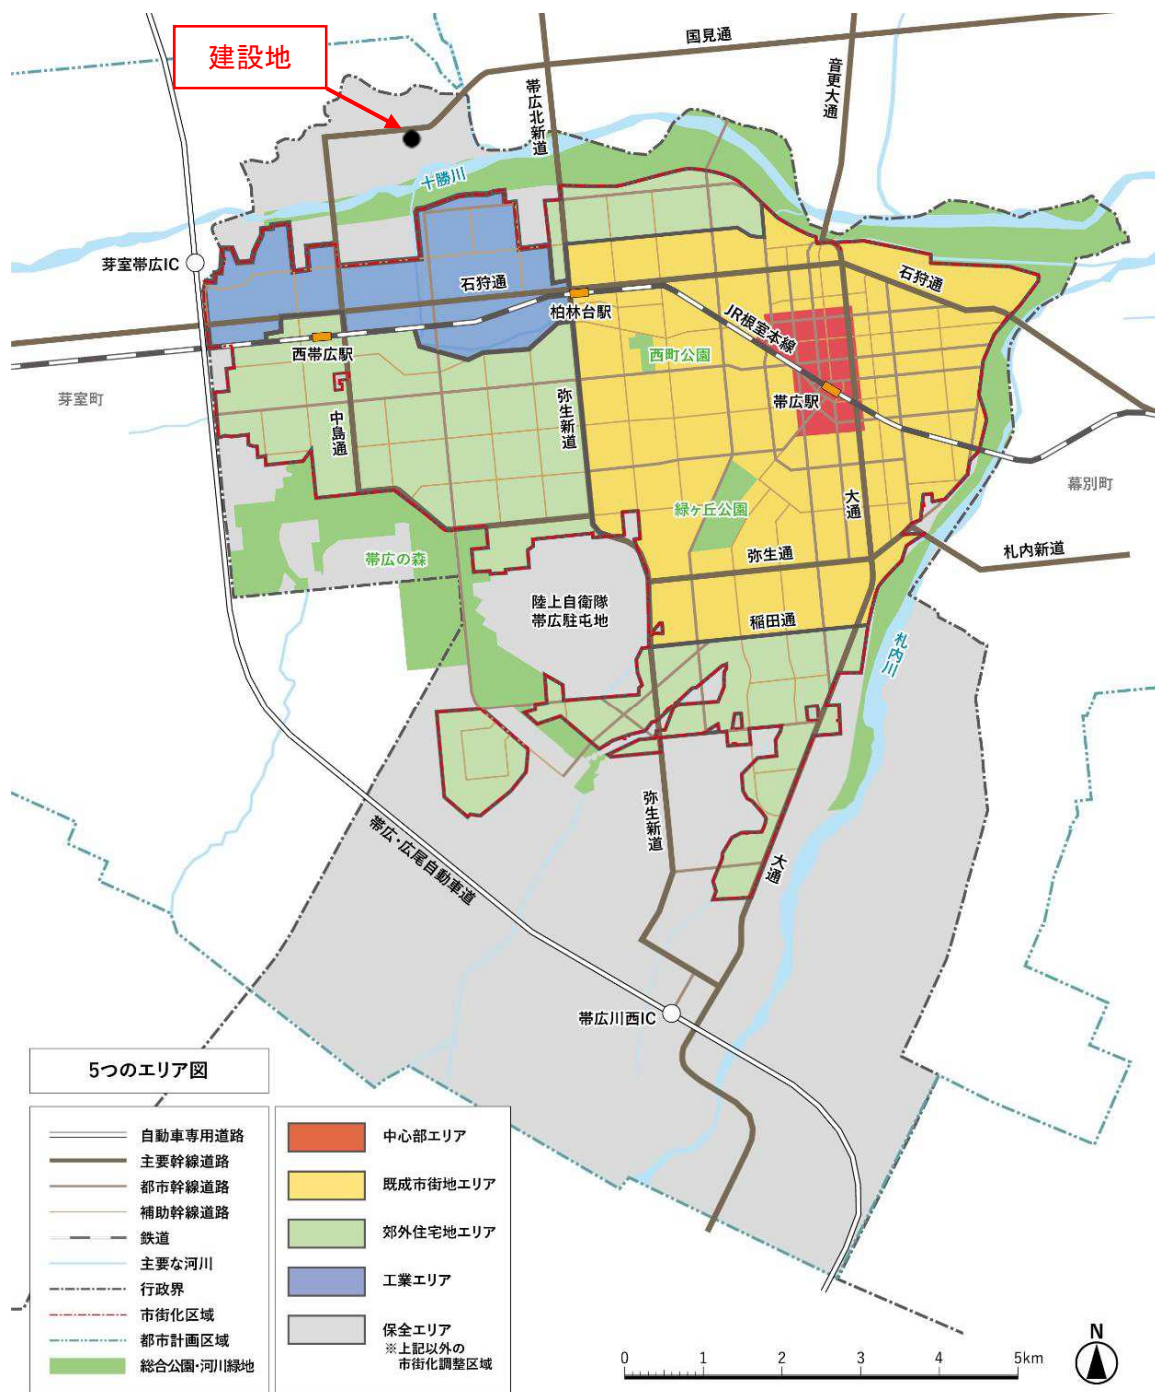 建設地
国見通
音更大通
帯広北新道
十勝川
芽室帯広IC
石狩通
石狩通
柏林台駅
JR根室本線
西帯広駅
西町公園
帯広駅
芽室町
中島通
弥生新道
幕別町
緑ヶ丘公園
大通
帯広の森
弥生通
札内新道
陸上自衛隊
帯広駐屯地
稲田通
札内川
弥生新道
帯広・広尾自動車道
大通
帯広川西IC
5つのエリア図
自動車専用道路
主要幹線道路
都市幹線道路
補助幹線道路
鉄道
主要な河川
行政界
市街化区域
都市計画区域
総合公園・河川緑地
中心部エリア
既成市街地エリア
郊外住宅地エリア
工業エリア
保全エリア
※上記以外の
市街化調整区域
0 1 2 3 4 5km
N